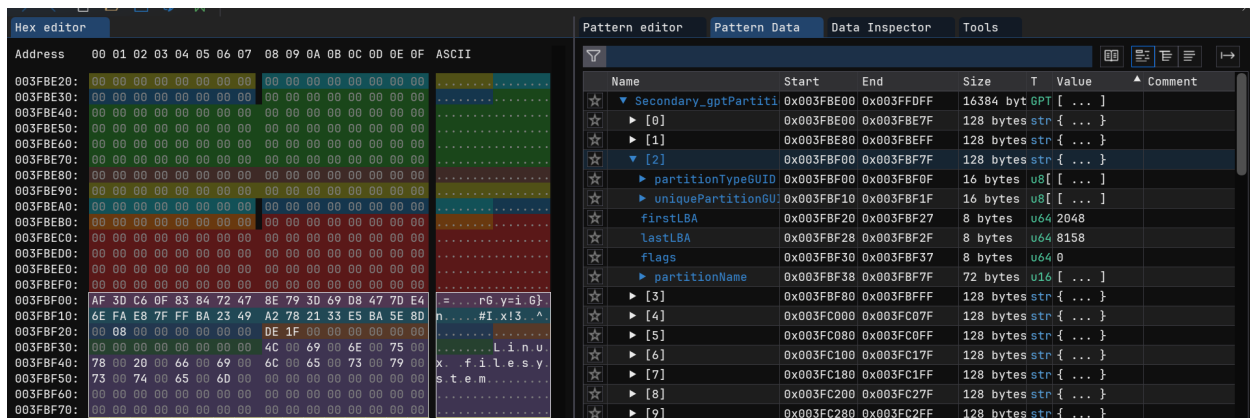 Hex editor
Address 00 01 02 03 04 05 06 07 08 09 0A 0B 0C 0D 0E 0F ASCII
003FBE20: 00 00 00 00 00 00 00 00 00 00 00 00 00 00 00 00 ................
003FBE30: 00 00 00 00 00 00 00 00 00 00 00 00 00 00 00 00 ................
003FBE40: 00 00 00 00 00 00 00 00 00 00 00 00 00 00 00 00 ................
003FBE50: 00 00 00 00 00 00 00 00 00 00 00 00 00 00 00 00 ................
003FBE60: 00 00 00 00 00 00 00 00 00 00 00 00 00 00 00 00 ................
003FBE70: 00 00 00 00 00 00 00 00 00 00 00 00 00 00 00 00 ................
003FBE80: 00 00 00 00 00 00 00 00 00 00 00 00 00 00 00 00 ................
003FBE90: 00 00 00 00 00 00 00 00 00 00 00 00 00 00 00 00 ................
003FBEA0: 00 00 00 00 00 00 00 00 00 00 00 00 00 00 00 00 ................
003FBEB0: 00 00 00 00 00 00 00 00 00 00 00 00 00 00 00 00 ................
003FBEC0: 00 00 00 00 00 00 00 00 00 00 00 00 00 00 00 00 ................
003FBED0: 00 00 00 00 00 00 00 00 00 00 00 00 00 00 00 00 ................
003FBEE0: 00 00 00 00 00 00 00 00 00 00 00 00 00 00 00 00 ................
003FBEF0: 00 00 00 00 00 00 00 00 00 00 00 00 00 00 00 00 ................
003FBF00: AF 3D C6 0F 83 84 72 47 8E 79 3D 69 D8 47 7D E4 .=....rG.y=i.G}.
003FBF10: 6E FA E8 7F FF BA 23 49 A2 78 21 33 E5 BA 5E 8D n.....#I.x!3..^.
003FBF20: 00 08 00 00 00 00 00 00 DE 1F 00 00 00 00 00 00 ................
003FBF30: 00 00 00 00 00 00 00 00 4C 00 69 00 6E 00 75 00 ........L.i.n.u.
003FBF40: 78 00 20 00 66 00 69 00 6C 00 65 00 73 00 79 00 x. .f.i.l.e.s.y.
003FBF50: 73 00 74 00 65 00 6D 00 00 00 00 00 00 00 00 00 s.t.e.m.........
003FBF60: 00 00 00 00 00 00 00 00 00 00 00 00 00 00 00 00 ................
003FBF70: 00 00 00 00 00 00 00 00 00 00 00 00 00 00 00 00 ................
Pattern editor Pattern Data Data Inspector Tools
Name Start End Size T Value Comment
Secondary_gptPartiti 0x003FBE00 0x003FFDFF 16384 byt GPT [ ... ]
[0] 0x003FBE00 0x003FBE7F 128 bytes str { ... }
[1] 0x003FBE80 0x003FBEFF 128 bytes str { ... }
[2] 0x003FBF00 0x003FBF7F 128 bytes str { ... }
partitionTypeGUID 0x003FBF00 0x003FBF0F 16 bytes u8[ [ ... ]
uniquePartitionGUI 0x003FBF10 0x003FBF1F 16 bytes u8[ [ ... ]
firstLBA 0x003FBF20 0x003FBF27 8 bytes u64 2048
lastLBA 0x003FBF28 0x003FBF2F 8 bytes u64 8158
flags 0x003FBF30 0x003FBF37 8 bytes u64 0
partitionName 0x003FBF38 0x003FBF7F 72 bytes u16 [ ... ]
[3] 0x003FBF80 0x003FBFFF 128 bytes str { ... }
[4] 0x003FC000 0x003FC07F 128 bytes str { ... }
[5] 0x003FC080 0x003FC0FF 128 bytes str { ... }
[6] 0x003FC100 0x003FC17F 128 bytes str { ... }
[7] 0x003FC180 0x003FC1FF 128 bytes str { ... }
[8] 0x003FC200 0x003FC27F 128 bytes str { ... }
[9] 0x003FC280 0x003FC2FF 128 bytes str { ... }